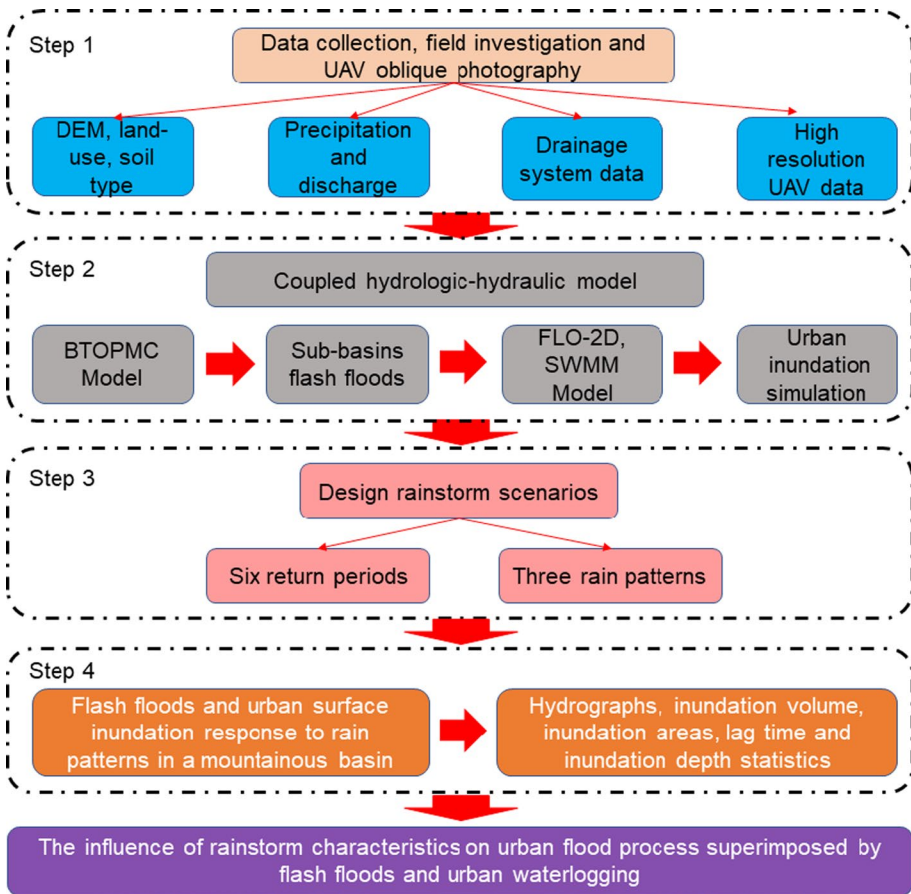 Step 1
Data collection, field investigation and
UAV oblique photography
DEM, land-
use, soil
type
Precipitation
and
discharge
Drainage
system data
High
resolution
UAV data
Step 2
Coupled hydrologic-hydraulic model
BTOPMC
Model
Sub-basins
flash floods
FLO-2D,
SWMM
Model
Urban
inundation
simulation
Step 3
Design rainstorm scenarios
Six return periods
Three rain patterns
Step 4
Flash floods and urban surface
inundation response to rain
patterns in a mountainous basin
Hydrographs, inundation volume,
inundation areas, lag time and
inundation depth statistics
The influence of rainstorm characteristics on urban flood process superimposed by
flash floods and urban waterlogging